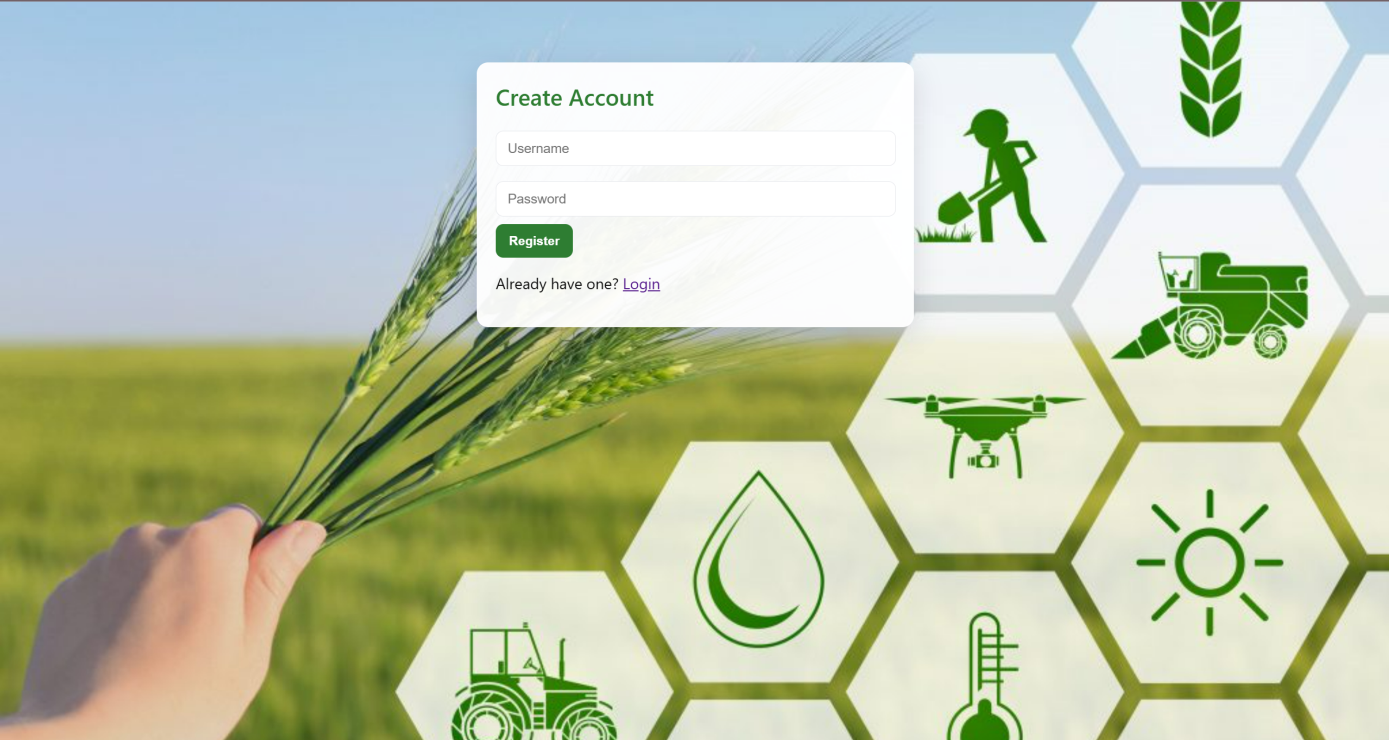 Create Account
Username
Password
Register
Already have one? Login